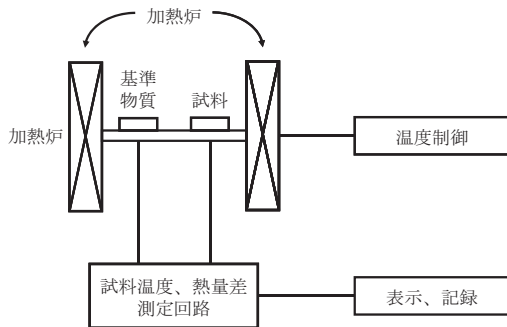 加熱炉
基準
物質
試料
加熱炉
温度制御
試料温度、熱量差
測定回路
表示、記録